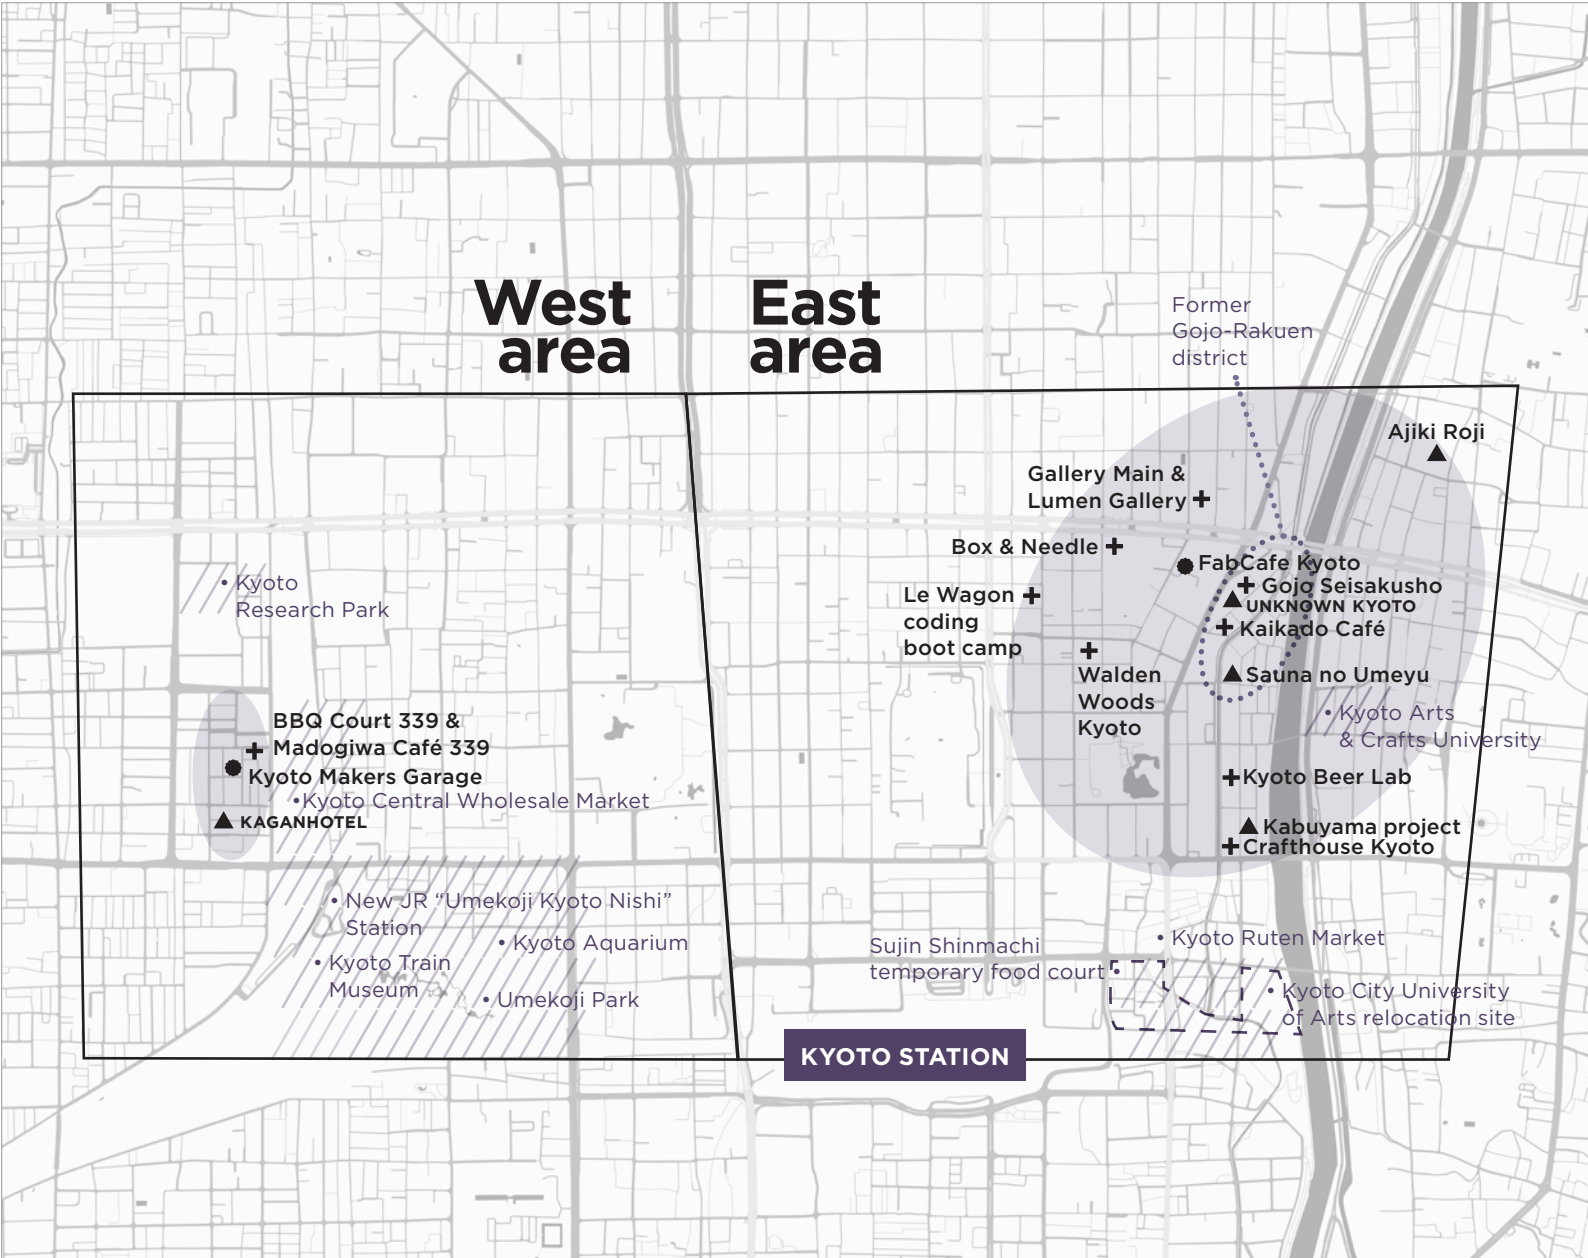 West
area
East
area
Former
Gojo-Rakuen
district
Ajiki Roji
Gallery Main &
Lumen Gallery
Box & Needle
FabCafe Kyoto
Gojo Seisakusho
UNKNOWN KYOTO
Kaikado Café
Le Wagon
coding
boot camp
Walden
Woods
Kyoto
Sauna no Umeyu
• Kyoto Arts
& Crafts University
Kyoto Beer Lab
Kabuyama project
Crafthouse Kyoto
• Kyoto
Research Park
BBQ Court 339 &
Madogiwa Café 339
Kyoto Makers Garage
•Kyoto Central Wholesale Market
KAGANHOTEL
• New JR “Umekoji Kyoto Nishi”
Station
• Kyoto Aquarium
• Kyoto Train
Museum
• Umekoji Park
Sujin Shinmachi
temporary food court •
• Kyoto Ruten Market
• Kyoto City University
of Arts relocation site
KYOTO STATION